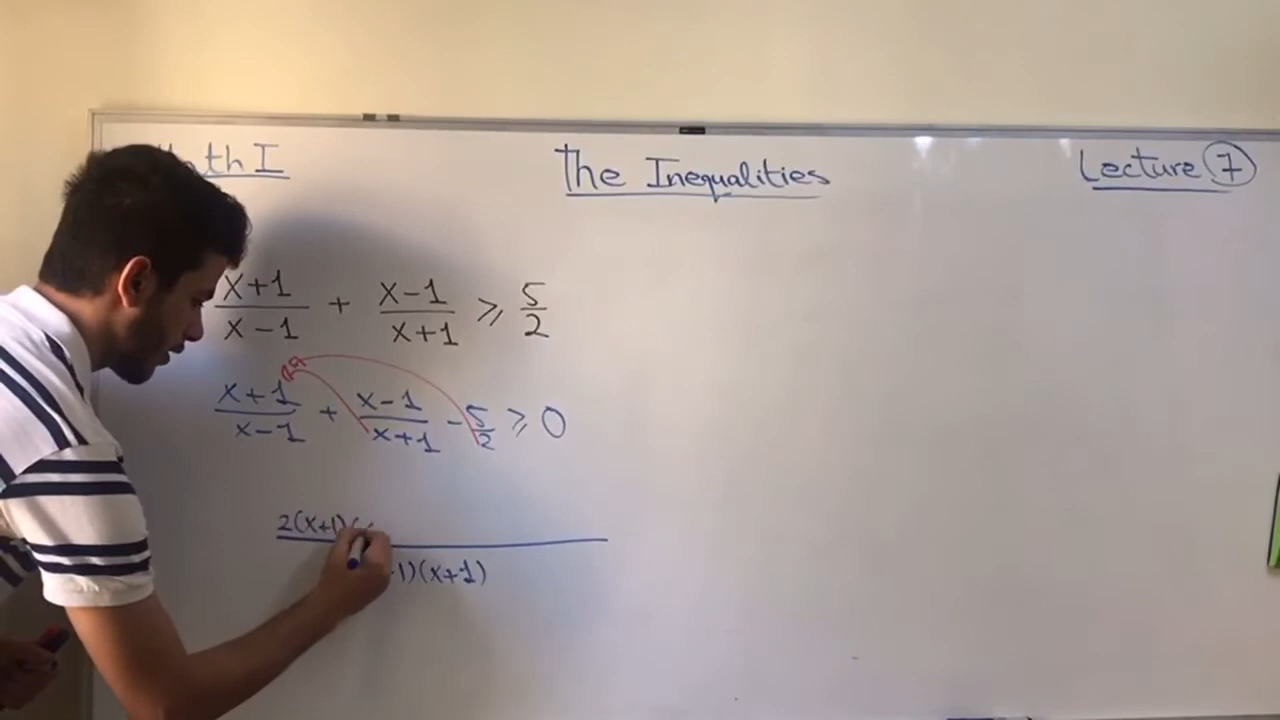 The Inequalities
Lecture 7
x+1/x-1 + x-1/x+1 ⩾ 5/2
x+1/x-1 + x-1/x+1 - 5/2 ⩾ 0
2(x+1)(
1)(x+1)